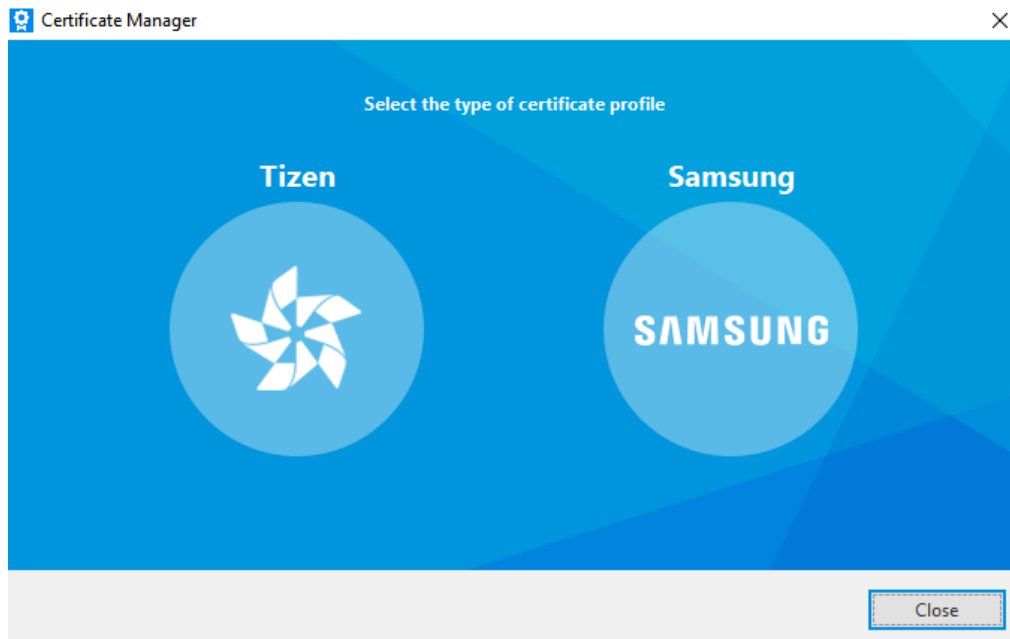 Certificate Manager
Select the type of certificate profile
Tizen
Samsung
SAMSUNG
Close